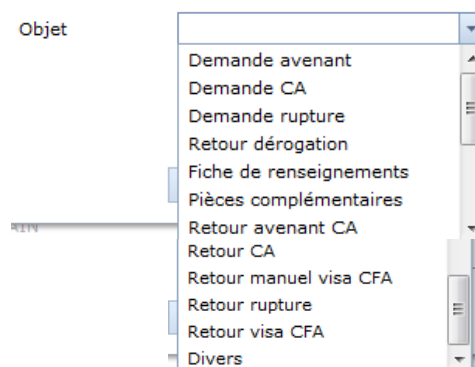 Objet
Demande avenant
Demande CA
Demande rupture
Retour dérogation
Fiche de renseignements
Pièces complémentaires
Retour avenant CA
Retour CA
Retour manuel visa CFA
Retour rupture
Retour visa CFA
Divers